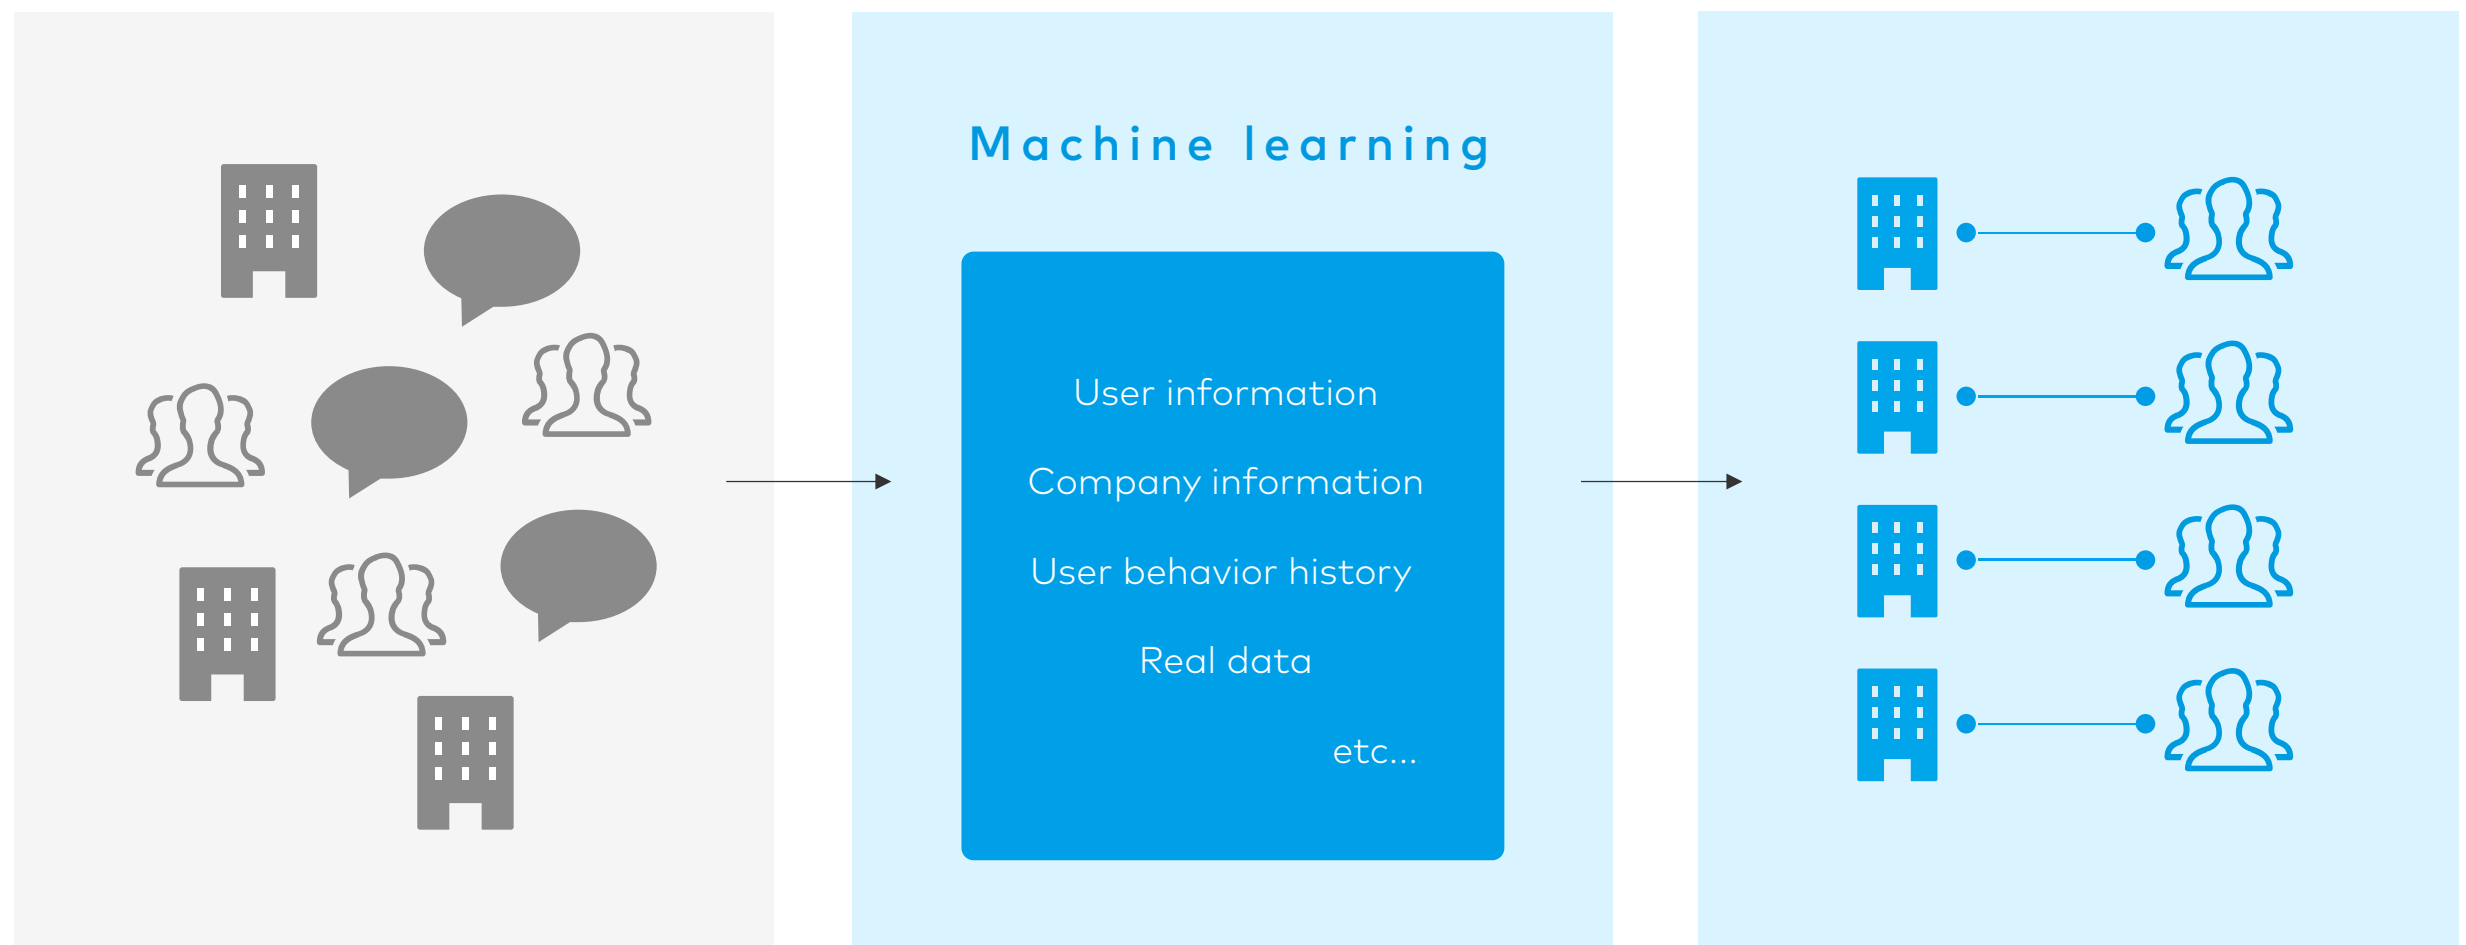 Machine learning
User information
Company information
User behavior history
Real data
etc...